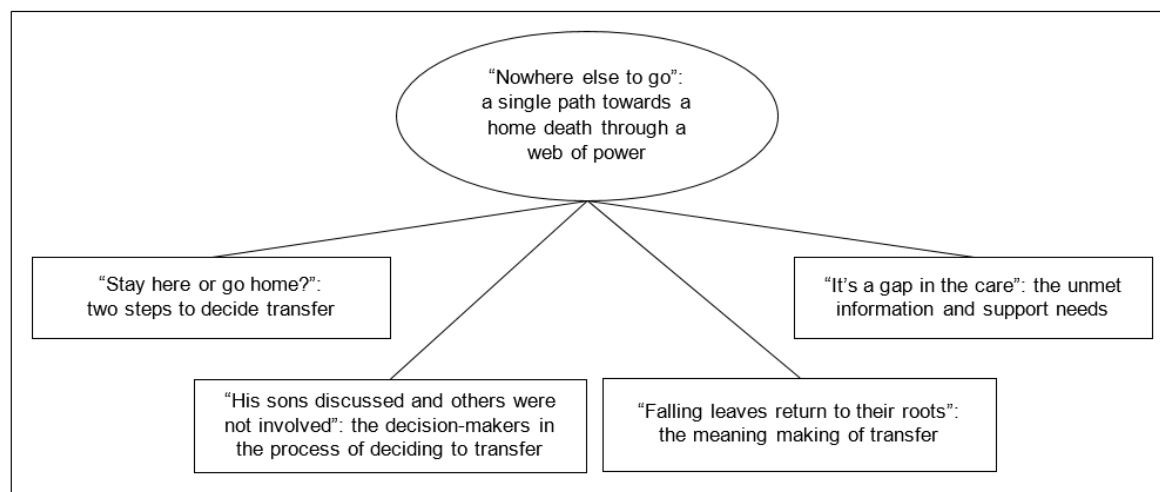 “Nowhere else to go”:
a single path towards a
home death through a
web of power
“Stay here or go home?”:
two steps to decide transfer
“It’s a gap in the care”: the unmet
information and support needs
“His sons discussed and others were
not involved”: the decision-makers in
the process of deciding to transfer
“Falling leaves return to their roots”:
the meaning making of transfer